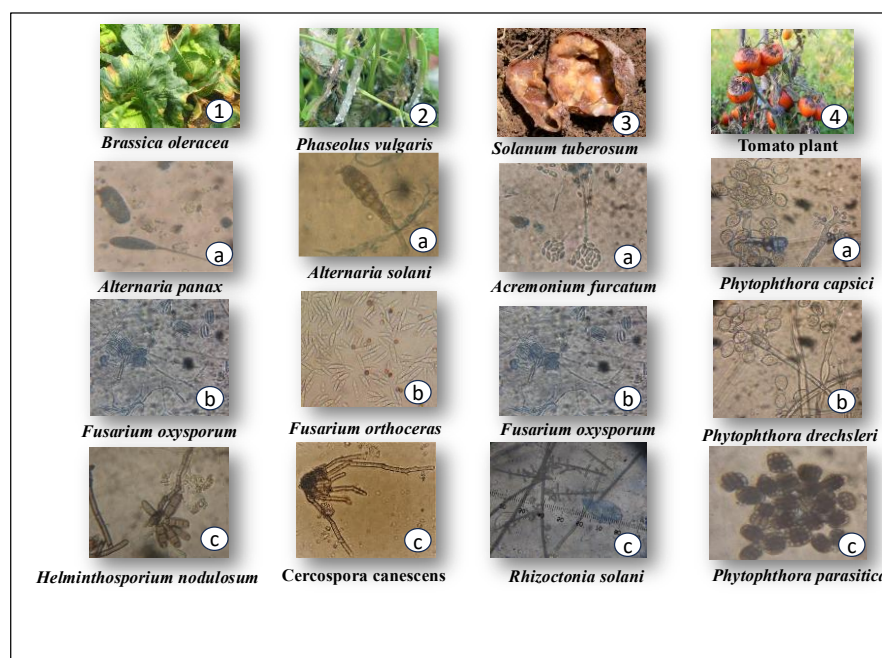 1 2 3 4
Brassica oleracea Phaseolus vulgaris Solanum tuberosum Tomato plant
a a a a
Alternaria panax Alternaria solani Acremonium furcatum Phytophthora capsici
b b b b
Fusarium oxysporum Fusarium orthoceras Fusarium oxysporum Phytophthora drechsleri
c c c c
Helminthosporium nodulosum Cercospora canescens Rhizoctonia solani Phytophthora parasitica